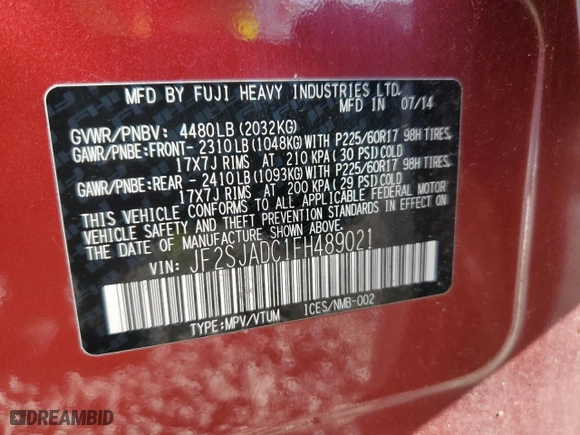 MFD BY FUJI HEAVY INDUSTRIES LTD.
MFD IN 07/14
GVWR/PNBV: 4480LB(2032KG)
GAWR/PNBE:FRONT- 2310LB(1048KG)WITH P225/60R17 98H TIRES,
17X7J RIMS AT 210 KPA(30 PSI)COLD
GAWR/PNBE:REAR - 2410LB(1093KG)WITH P225/60R17 98H TIRES,
17X7J RIMS AT 200 KPA(29 PSI)COLD
THIS VEHICLE CONFORMS TO ALL APPLICABLE FEDERAL MOTOR
VEHICLE SAFETY AND THEFT PREVENTION STANDARDS IN EFFECT ON
THE DATE OF MANUFACTURE SHOWN ABOVE.
VIN: JF2SJADC1FH489021
TYPE:MPV/VTUM ICES/NMB-002
DREAMBID